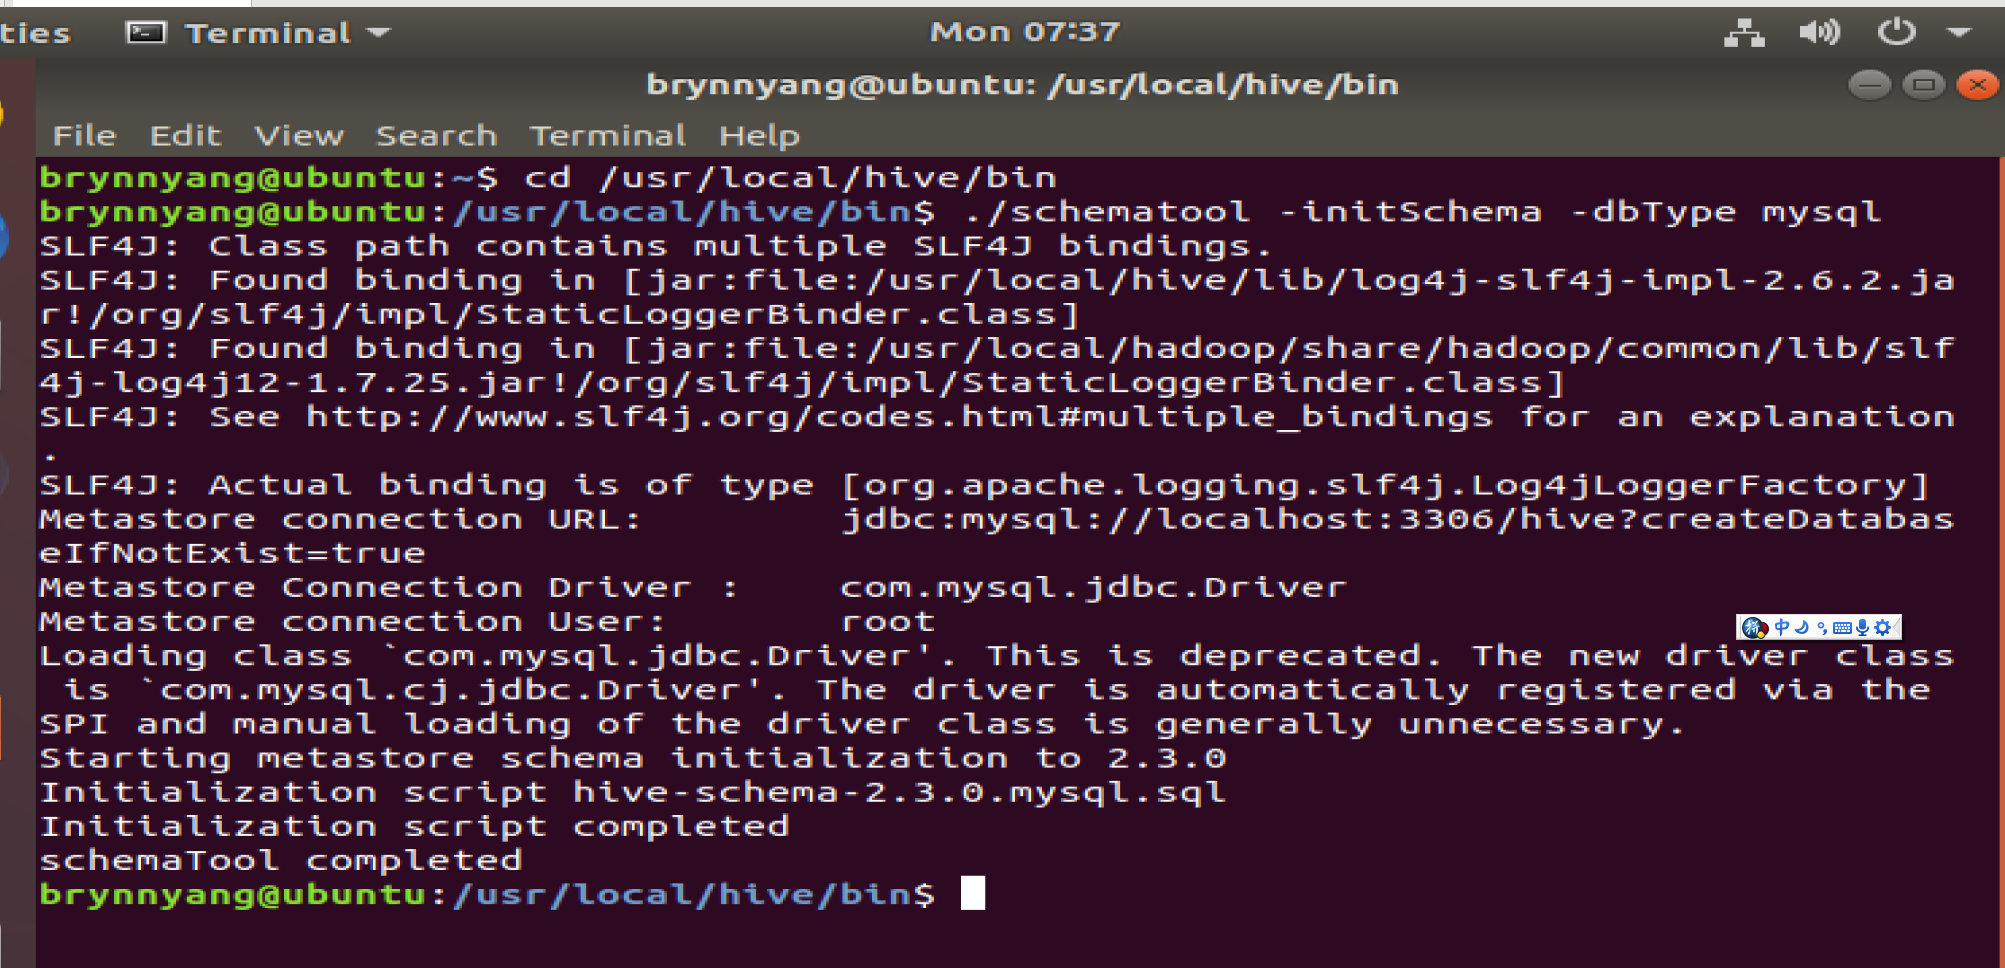 ties Terminal Mon 07:37
brynnyang@ubuntu: /usr/local/hive/bin
File Edit View Search Terminal Help
brynnyang@ubuntu:~$ cd /usr/local/hive/bin
brynnyang@ubuntu:/usr/local/hive/bin$ ./schematool -initSchema -dbType mysql
SLF4J: Class path contains multiple SLF4J bindings.
SLF4J: Found binding in [jar:file:/usr/local/hive/lib/log4j-slf4j-impl-2.6.2.ja
r!/org/slf4j/impl/StaticLoggerBinder.class]
SLF4J: Found binding in [jar:file:/usr/local/hadoop/share/hadoop/common/lib/slf
4j-log4j12-1.7.25.jar!/org/slf4j/impl/StaticLoggerBinder.class]
SLF4J: See http://www.slf4j.org/codes.html#multiple_bindings for an explanation
.
SLF4J: Actual binding is of type [org.apache.logging.slf4j.Log4jLoggerFactory]
Metastore connection URL: jdbc:mysql://localhost:3306/hive?createDatabas
eIfNotExist=true
Metastore Connection Driver : com.mysql.jdbc.Driver
Metastore connection User: root
拼 中
Loading class `com.mysql.jdbc.Driver'. This is deprecated. The new driver class
 is `com.mysql.cj.jdbc.Driver'. The driver is automatically registered via the
SPI and manual loading of the driver class is generally unnecessary.
Starting metastore schema initialization to 2.3.0
Initialization script hive-schema-2.3.0.mysql.sql
Initialization script completed
schemaTool completed
brynnyang@ubuntu:/usr/local/hive/bin$